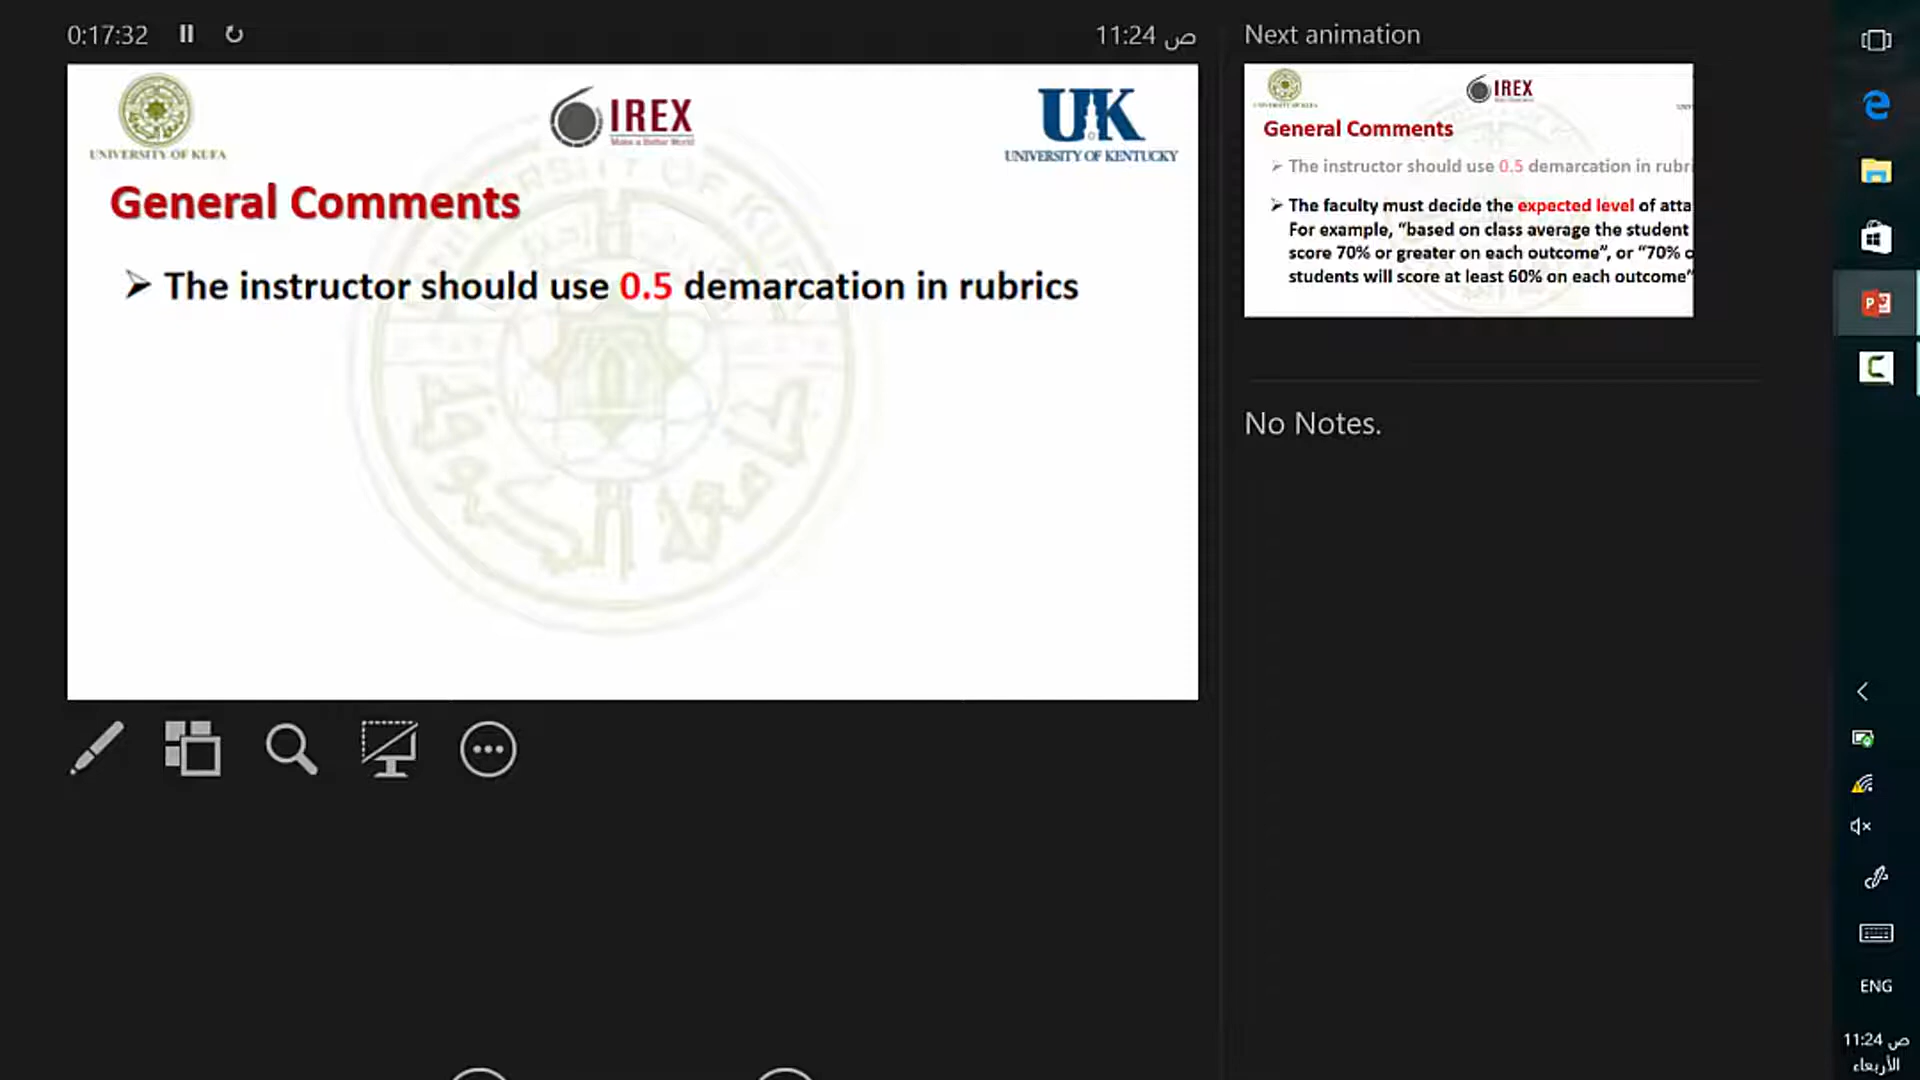 0:17:32
11:24 ص
Next animation
UNIVERSITY OF KUFA
IREX
Make a Better World
UK
UNIVERSITY OF KENTUCKY
General Comments
➢ The instructor should use 0.5 demarcation in rubrics
IREX
General Comments
➢ The instructor should use 0.5 demarcation in rubri
➢ The faculty must decide the expected level of atta
For example, “based on class average the student
score 70% or greater on each outcome”, or “70% o
students will score at least 60% on each outcome”
No Notes.
ENG
11:24 ص
الأربعاء